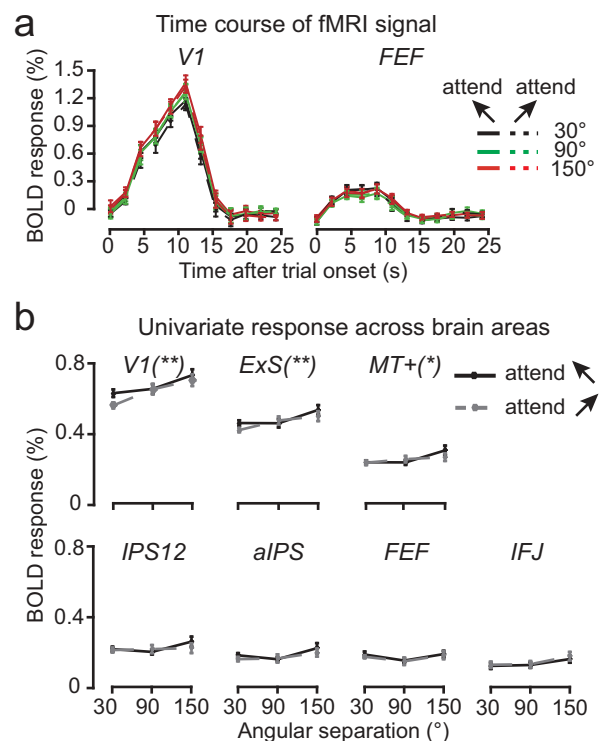 a
Time course of fMRI signal
V1
FEF
BOLD response (%)
1.5
1.2
0.9
0.6
0.3
0
0 5 10 15 20 25
0 5 10 15 20 25
Time after trial onset (s)
attend attend
30°
90°
150°
b
Univariate response across brain areas
V1(**) ExS(**) MT+(*)
attend
attend
BOLD response (%)
0.8
0.4
0
IPS12 aIPS FEF IFJ
BOLD response (%)
0.8
0.4
0
30 90 150 30 90 150 30 90 150 30 90 150
Angular separation (°)